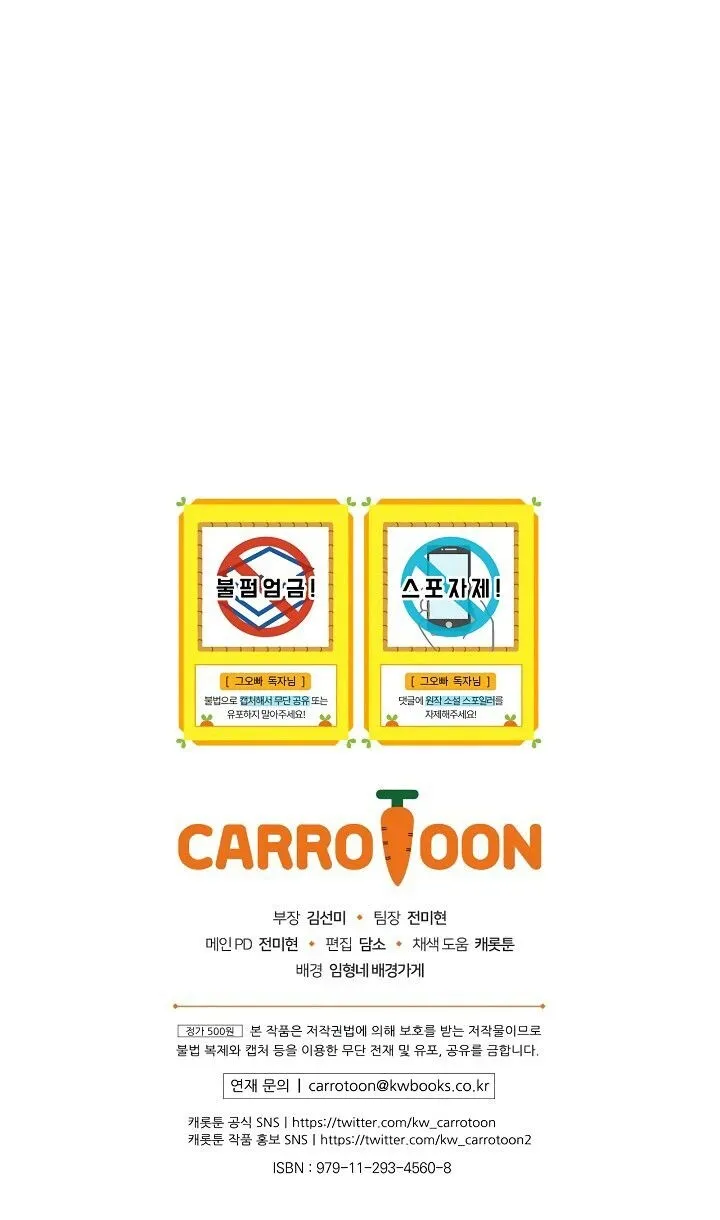 불펌엄금!
[ 그오빠 독자님 ]
불법으로 캡처해서 무단 공유 또는
유포하지 말아주세요!
스포자제!
[ 그오빠 독자님 ]
댓글에 원작 소설 스포일러를
자제해주세요!
CARROTOON
부장 김선미 • 팀장 전미현
메인 PD 전미현 • 편집 담소 • 채색 도움 캐롯툰
배경 임형네 배경가게
정가 500원 본 작품은 저작권법에 의해 보호를 받는 저작물이므로
불법 복제와 캡처 등을 이용한 무단 전재 및 유포, 공유를 금합니다.
연재 문의 | carrotoon@kwbooks.co.kr
캐롯툰 공식 SNS | https://twitter.com/kw_carrotoon
캐롯툰 작품 홍보 SNS | https://twitter.com/kw_carrotoon2
ISBN : 979-11-293-4560-8